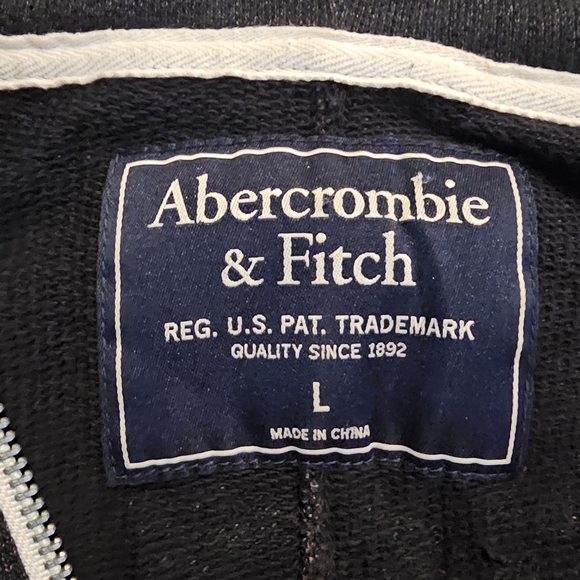 Abercrombie
& Fitch
REG. U.S. PAT. TRADEMARK
QUALITY SINCE 1892
L
MADE IN CHINA